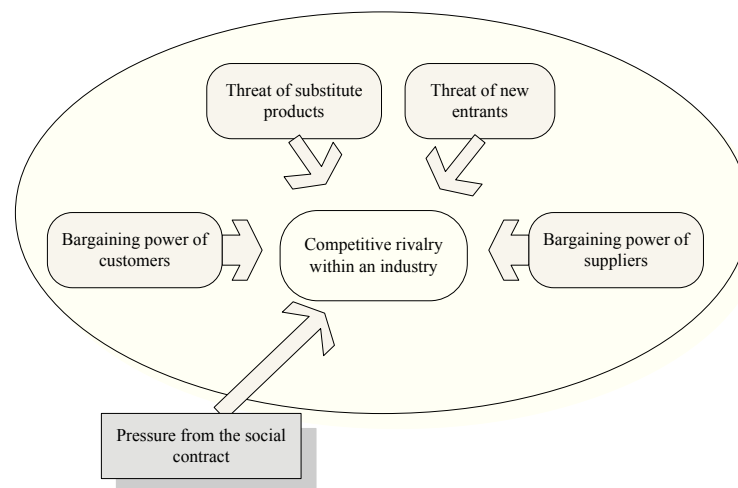 Threat of substitute
products
Threat of new
entrants
Bargaining power of
customers
Competitive rivalry
within an industry
Bargaining power of
suppliers
Pressure from the social
contract